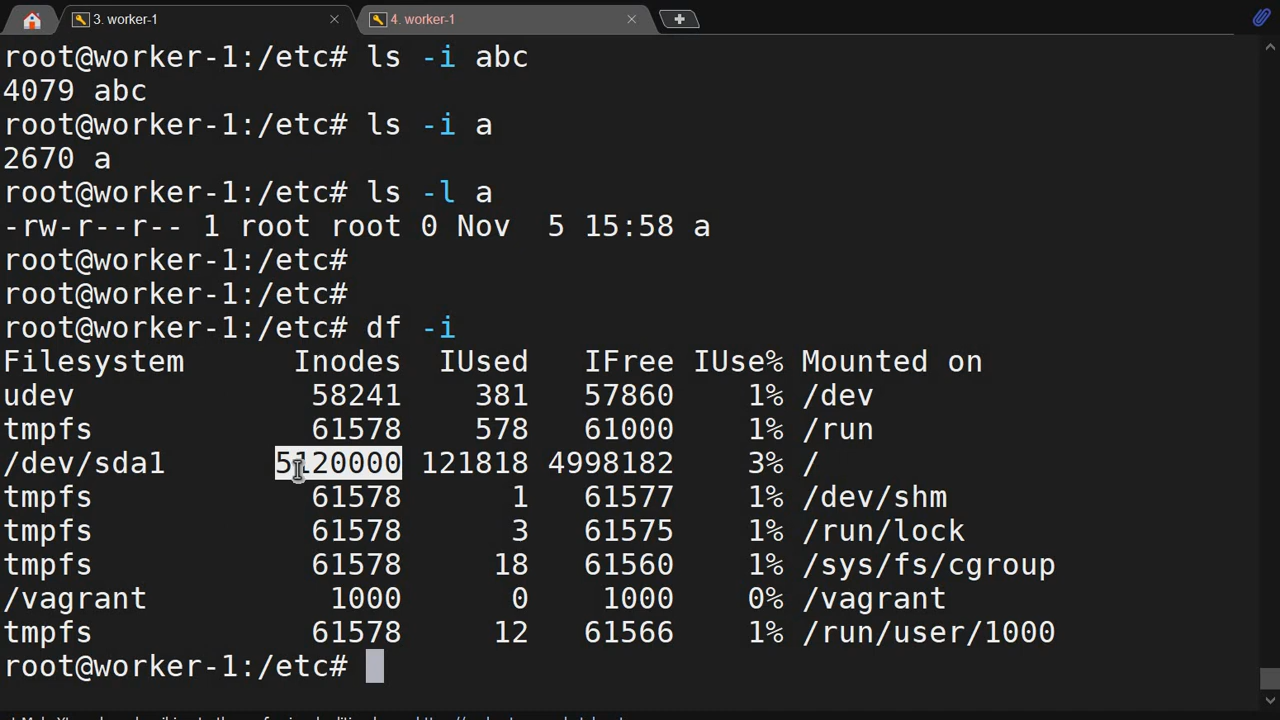 3. worker-1
4. worker-1
root@worker-1:/etc# ls -i abc
4079 abc
root@worker-1:/etc# ls -i a
2670 a
root@worker-1:/etc# ls -l a
-rw-r--r-- 1 root root 0 Nov  5 15:58 a
root@worker-1:/etc#
root@worker-1:/etc#
root@worker-1:/etc# df -i
Filesystem      Inodes  IUsed   IFree IUse% Mounted on
udev             58241    381   57860    1% /dev
tmpfs            61578    578   61000    1% /run
/dev/sda1      5120000 121818 4998182    3% /
tmpfs            61578      1   61577    1% /dev/shm
tmpfs            61578      3   61575    1% /run/lock
tmpfs            61578     18   61560    1% /sys/fs/cgroup
/vagrant          1000      0    1000    0% /vagrant
tmpfs            61578     12   61566    1% /run/user/1000
root@worker-1:/etc#